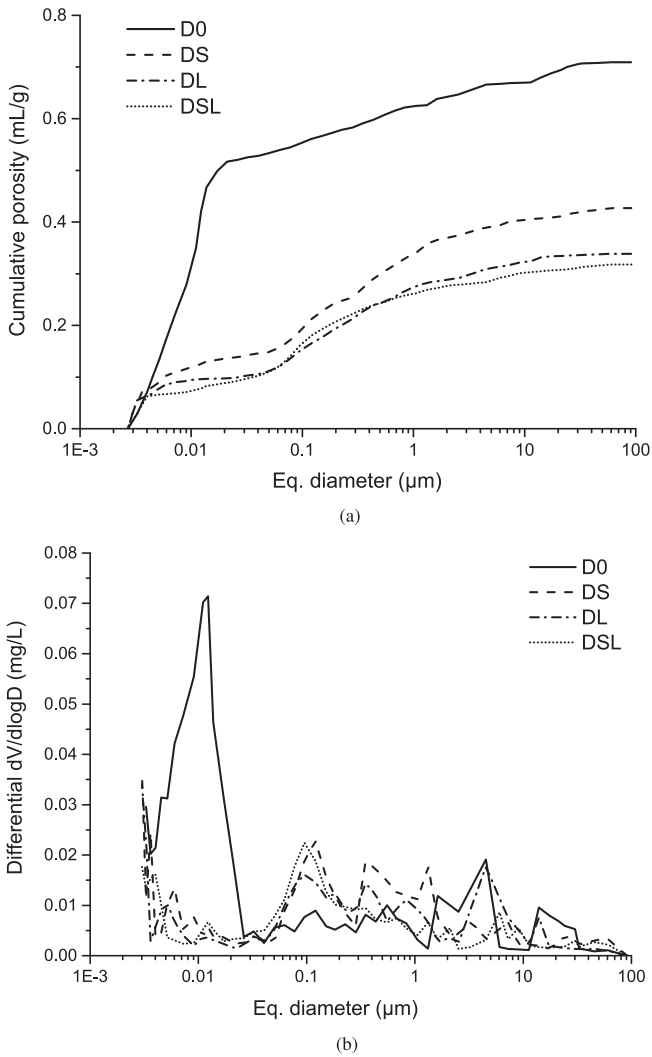 0.8
0.6
0.4
0.2
0.0
Cumulative porosity (mL/g)
D0
DS
DL
DSL
1E-3 0.01 0.1 1 10 100
Eq. diameter (µm)
(a)
0.08
0.07
0.06
0.05
0.04
0.03
0.02
0.01
0.00
Differential dV/dlogD (mg/L)
D0
DS
DL
DSL
1E-3 0.01 0.1 1 10 100
Eq. diameter (µm)
(b)